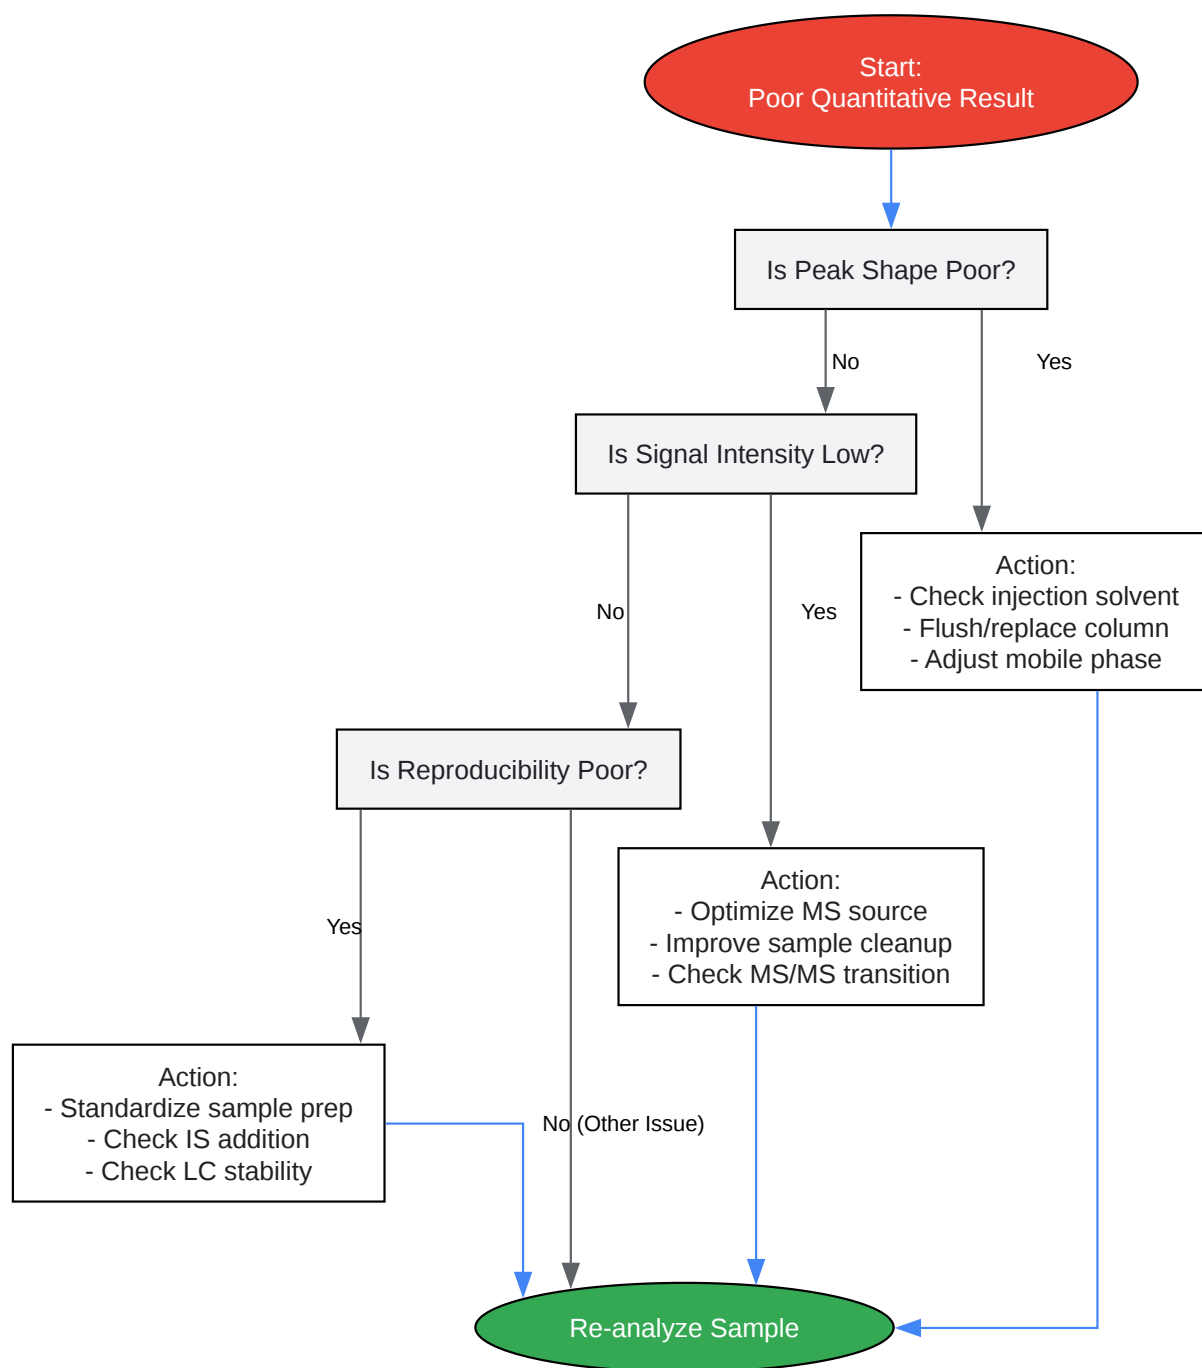 Start:
Poor Quantitative Result
Is Peak Shape Poor?
No
Yes
Is Signal Intensity Low?
Action:
- Check injection solvent
- Flush/replace column
- Adjust mobile phase
No
Yes
Is Reproducibility Poor?
Action:
- Optimize MS source
- Improve sample cleanup
- Check MS/MS transition
Yes
Action:
- Standardize sample prep
- Check IS addition
- Check LC stability
No (Other Issue)
Re-analyze Sample